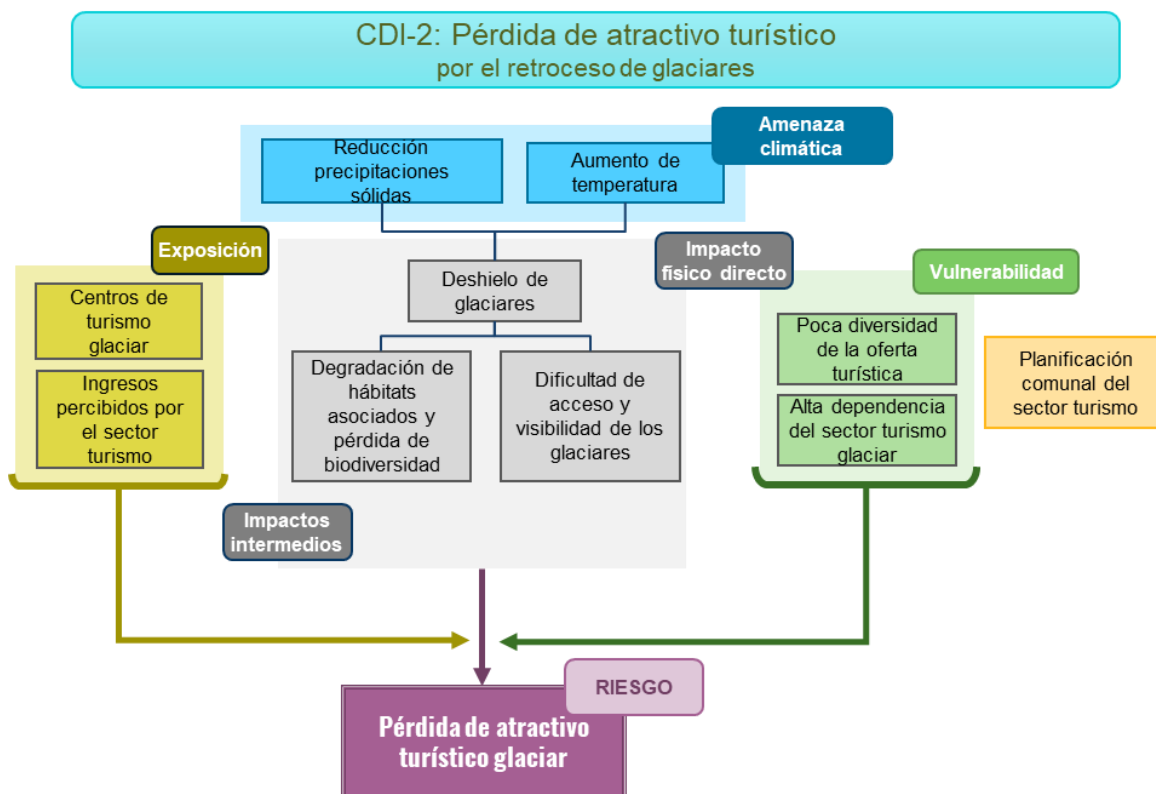 CDI-2: Pérdida de atractivo turístico
por el retroceso de glaciares
Amenaza
climática
Reducción
precipitaciones
sólidas
Aumento de
temperatura
Exposición
Impacto
físico directo
Vulnerabilidad
Centros de
turismo
glaciar
Ingresos
percibidos por
el sector
turismo
Deshielo de
glaciares
Degradación de
hábitats
asociados y
pérdida de
biodiversidad
Dificultad de
acceso y
visibilidad de los
glaciares
Poca diversidad
de la oferta
turística
Alta dependencia
del sector turismo
glaciar
Planificación
comunal del
sector turismo
Impactos
intermedios
RIESGO
Pérdida de atractivo
turístico glaciar